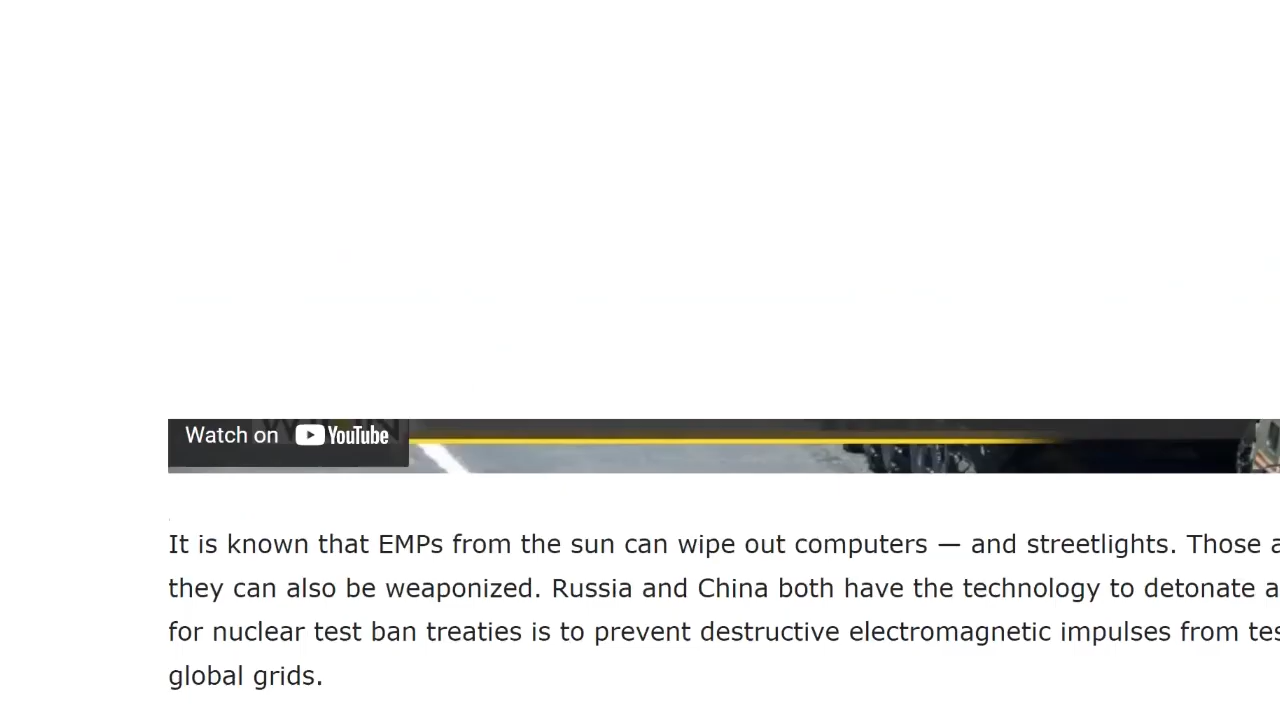 Watch on YouTube
It is known that EMPs from the sun can wipe out computers — and streetlights. Those
they can also be weaponized. Russia and China both have the technology to detonate
for nuclear test ban treaties is to prevent destructive electromagnetic impulses from
global grids.